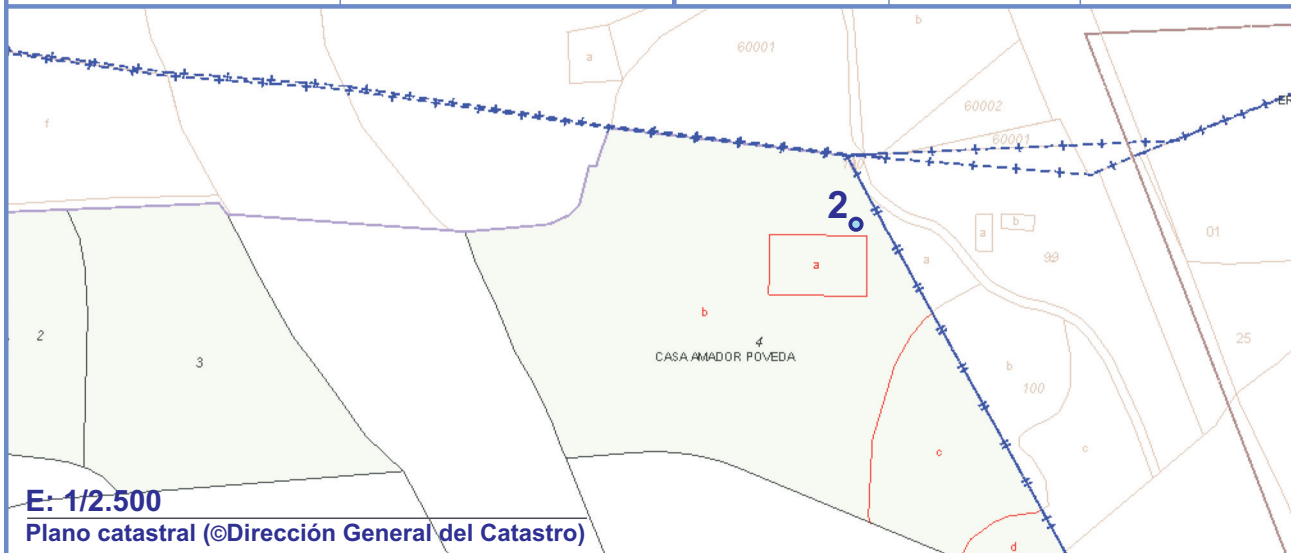 b
60001
a
60002
ER
f
60001
2
a
b
01
a
a
99
b
4
CASA AMADOR POVEDA
2
3
25
b
100
c
c
d
E: 1/2.500
Plano catastral (©Dirección General del Catastro)